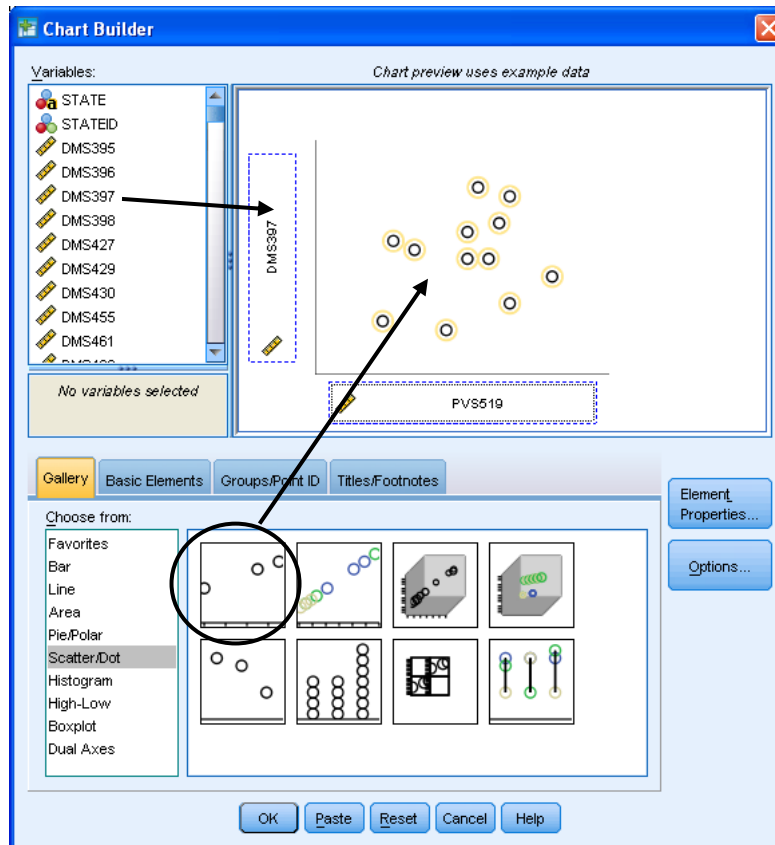 Chart Builder
Variables:
Chart preview uses example data
STATE
STATEID
DMS395
DMS396
DMS397
DMS398
DMS427
DMS429
DMS430
DMS455
DMS461
No variables selected
DMS397
PVS519
Gallery
Basic Elements
Groups/Point ID
Titles/Footnotes
Choose from:
Favorites
Bar
Line
Area
Pie/Polar
Scatter/Dot
Histogram
High-Low
Boxplot
Dual Axes
Element
Properties...
Options...
OK
Paste
Reset
Cancel
Help